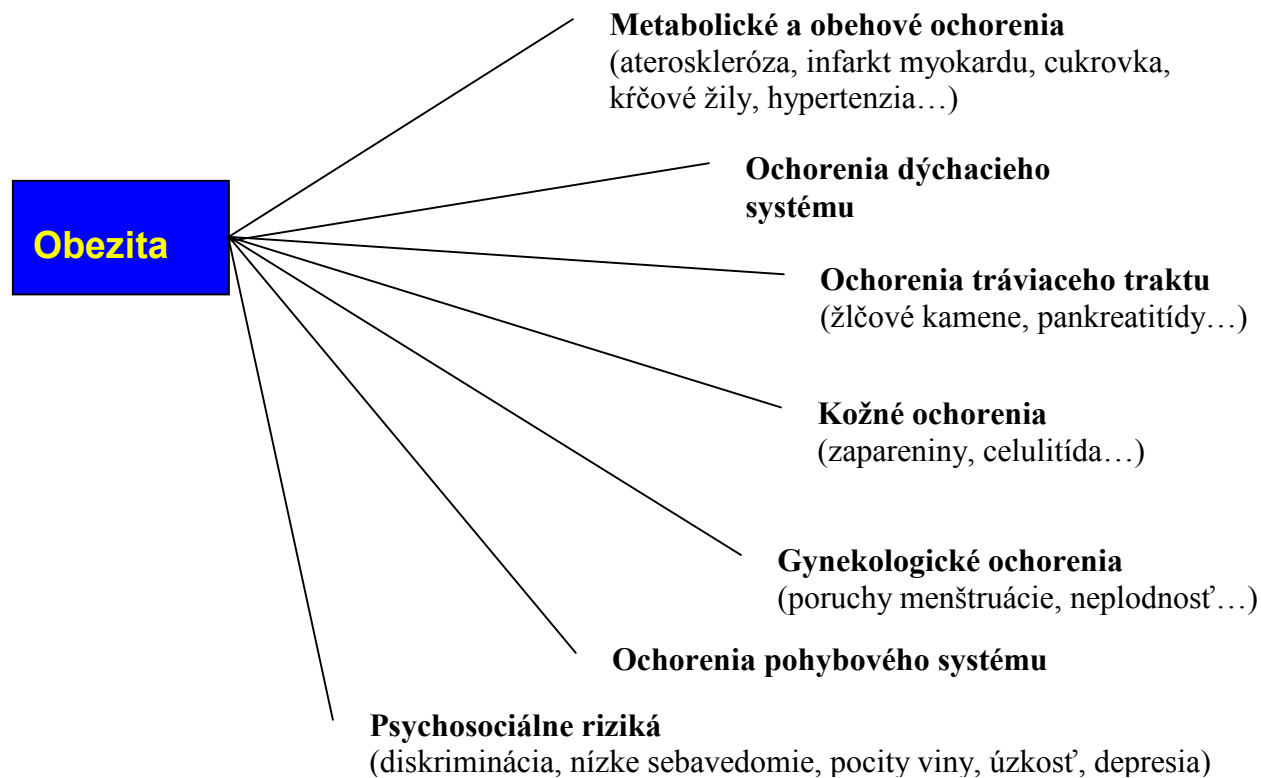 Metabolické a obehové ochorenia
(ateroskleróza, infarkt myokardu, cukrovka,
kŕčové žily, hypertenzia…)
Ochorenia dýchacieho
systému
Obezita
Ochorenia tráviaceho traktu
(žlčové kamene, pankreatitídy…)
Kožné ochorenia
(zapareniny, celulitída…)
Gynekologické ochorenia
(poruchy menštruácie, neplodnosť…)
Ochorenia pohybového systému
Psychosociálne riziká
(diskriminácia, nízke sebavedomie, pocity viny, úzkosť, depresia)